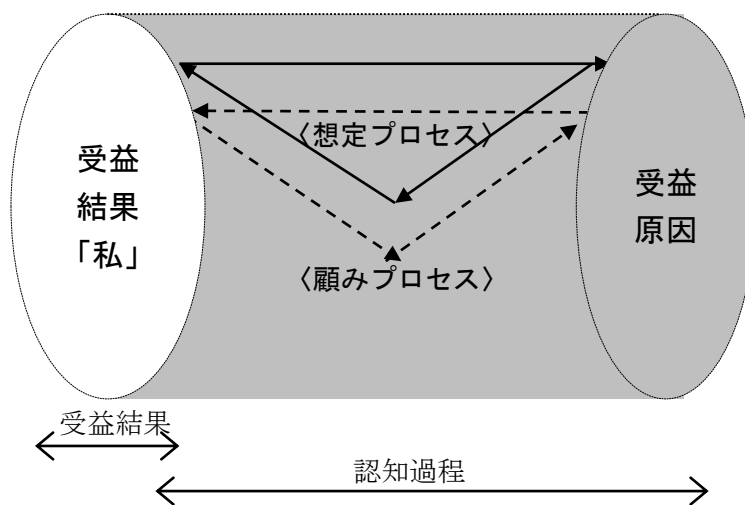 〈想定プロセス〉
受益
結果
「私」
受益
原因
〈顧みプロセス〉
受益結果
認知過程